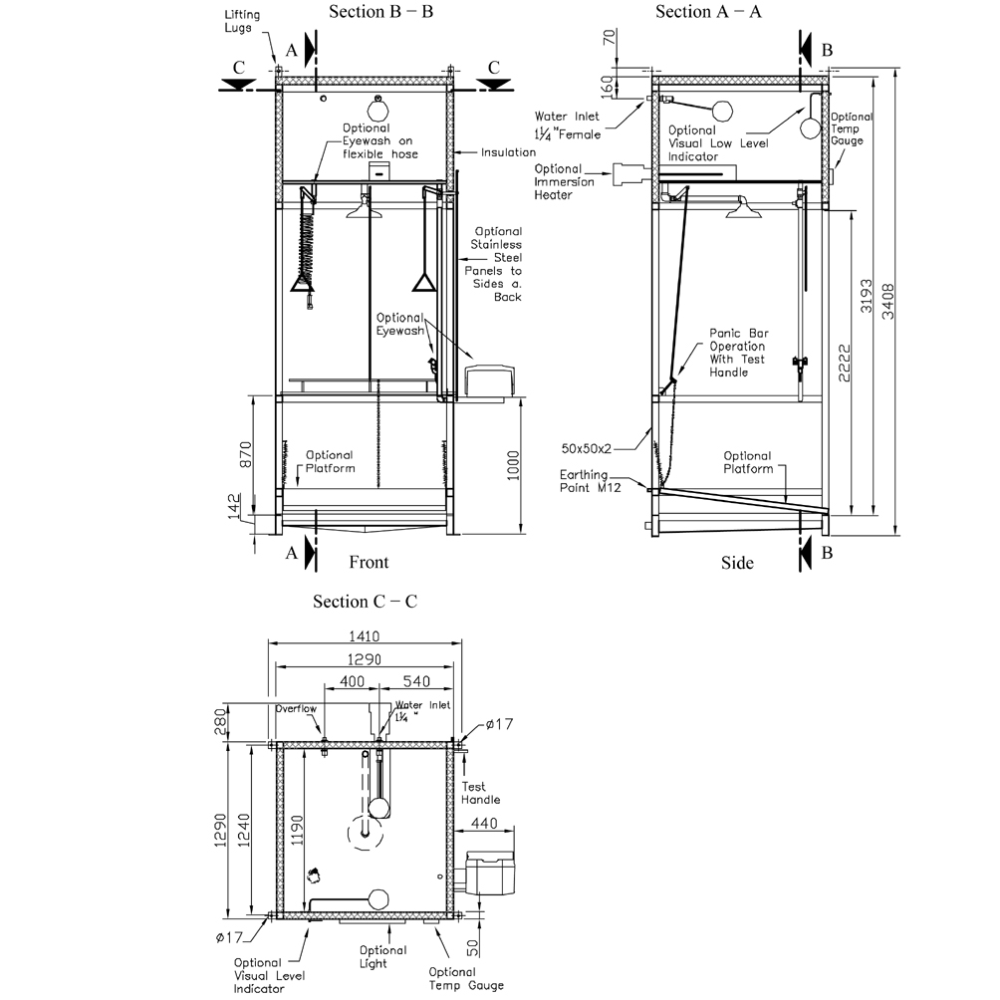 Section B − B
Lifting
Lugs
A
C
C
Optional
Eyewash on
flexible hose
Insulation
Optional
Stainless
Steel
Panels to
Sides a.
Back
Optional
Eyewash
870
142
Optional
Platform
1000
A
Front
Section A − A
70
B
160
Water Inlet
1¼"Female
Optional
Visual Low Level
Indicator
Optional
Temp
Gauge
Optional
Immersion
Heater
3193
3408
2222
Panic Bar
Operation
With Test
Handle
50x50x2
Earthing
Point M12
Optional
Platform
B
Side
Section C − C
1410
1290
400
540
280
Overflow
Water Inlet
1¼ "
ø17
1290
1240
1190
Test
Handle
440
50
ø17
Optional
Visual Level
Indicator
Optional
Light
Optional
Temp Gauge